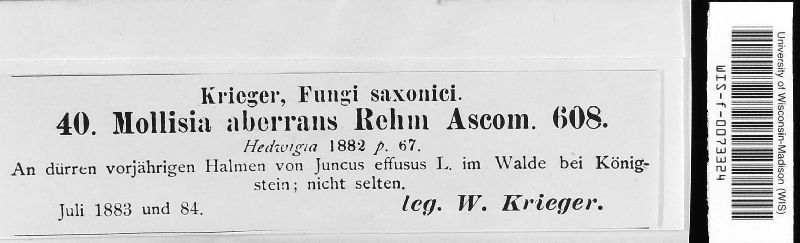 Krieger, Fungi saxonici.
40. Mollisia aberrans Rehm Ascom. 608.
Hedwigia 1882 p. 67.
An dürren vorjährigen Halmen von Juncus effusus L. im Walde bei König-
stein; nicht selten.
Juli 1883 und 84.
leg. W. Krieger.
University of Wisconsin-Madison (WIS)
WIS-f-0073324